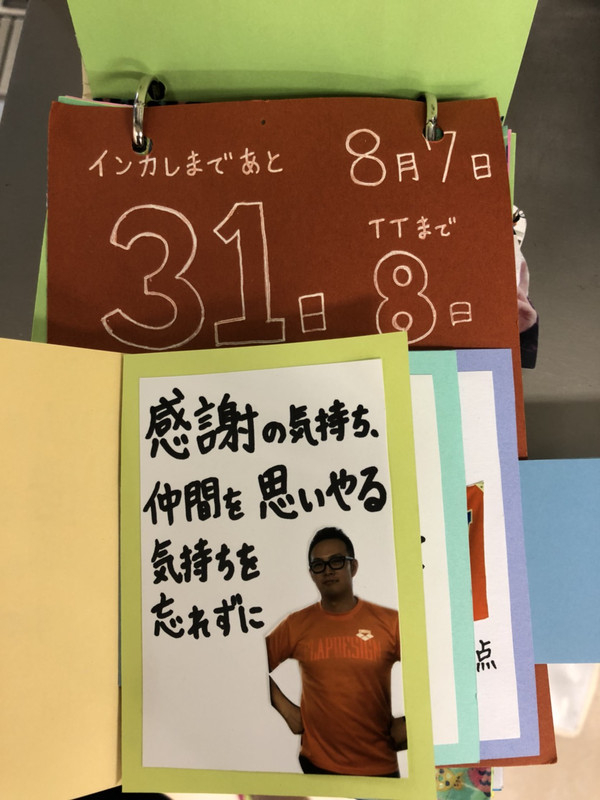 インカレまであと
8月7日
31日
TTまで
8日
感謝の気持ち、
仲間を思いやる
気持ちを
忘れずに
LAPDESIGN
arena
点